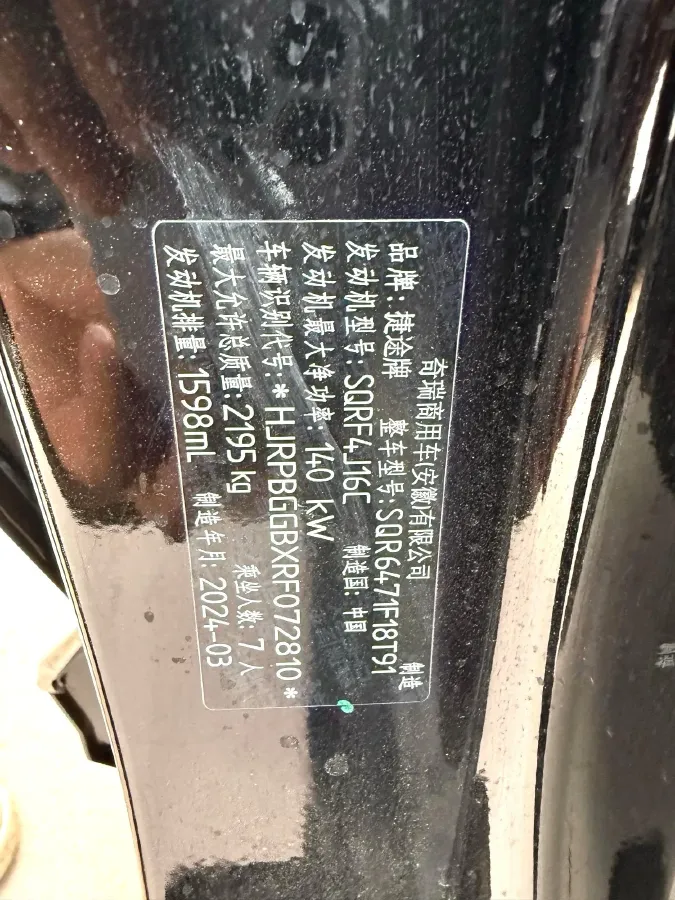 奇瑞商用车(安徽)有限公司 制造
品牌:捷途牌 整车型号:SQR6471F18T91
发动机型号:SQRF4J16C 制造国:中国
发动机最大净功率:140 kW
车辆识别代号:*HJRPBGGBXRF072810*
最大允许总质量:2195 kg 乘坐人数:7 人
发动机排量:1598mL 制造年月:2024-03